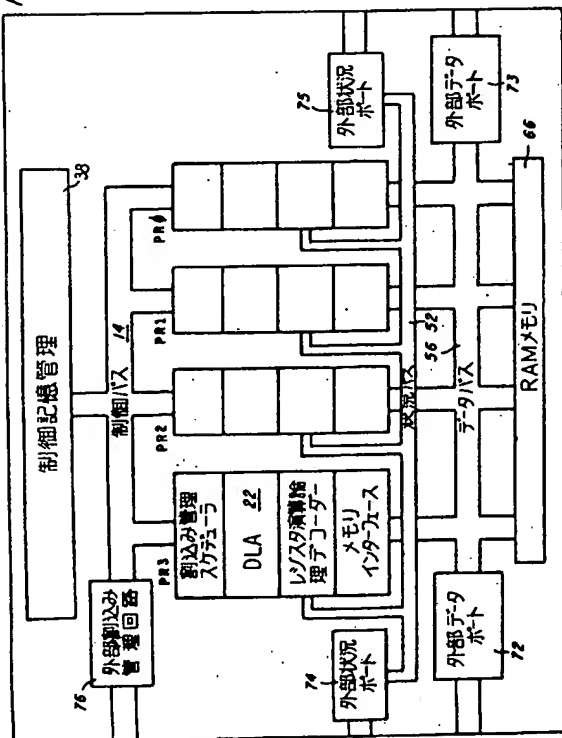 38
制御記憶管理
76
外部割込み
管理回路
制御バス 14
PR3
PR2
PR1
PRφ
割込み管理
スケデューラ
DLA 22
レジスタ演算論
理デコーダー
メモリ
インターフェース
75
外部状況
ポート
74
外部状況
ポート
状況バス 52
56
データバス
72
外部データ
ポート
73
外部データ
ポート
66
RAMメモリ